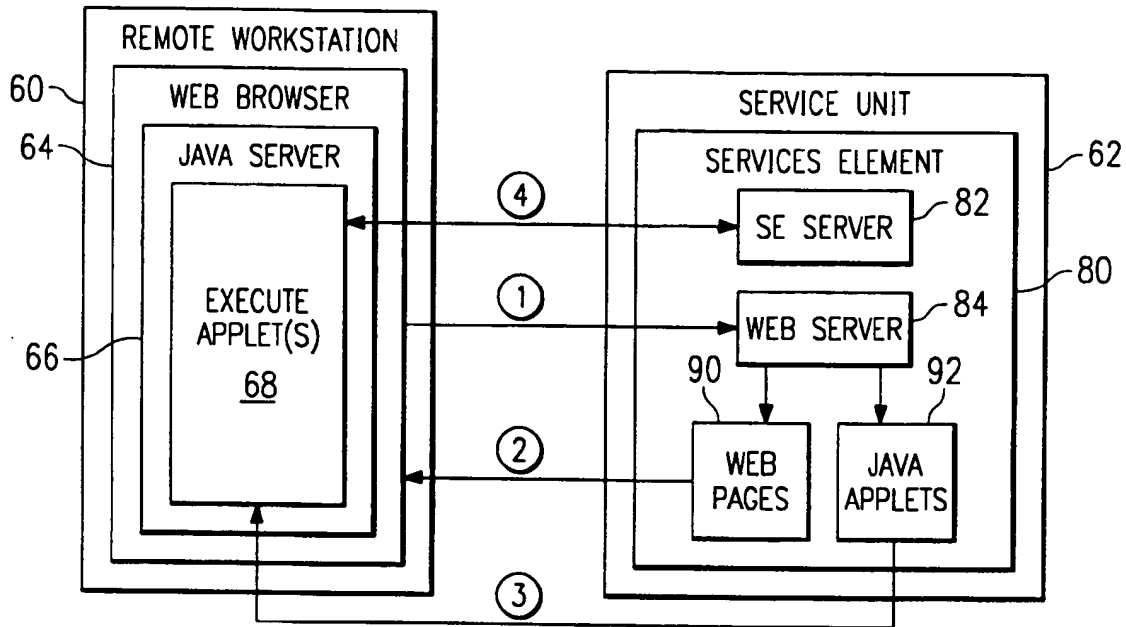 REMOTE WORKSTATION
60
WEB BROWSER
64
JAVA SERVER
66
EXECUTE
APPLET(S)
68
4
1
2
3
SERVICE UNIT
62
SERVICES ELEMENT
80
SE SERVER
82
WEB SERVER
84
90
WEB
PAGES
92
JAVA
APPLETS